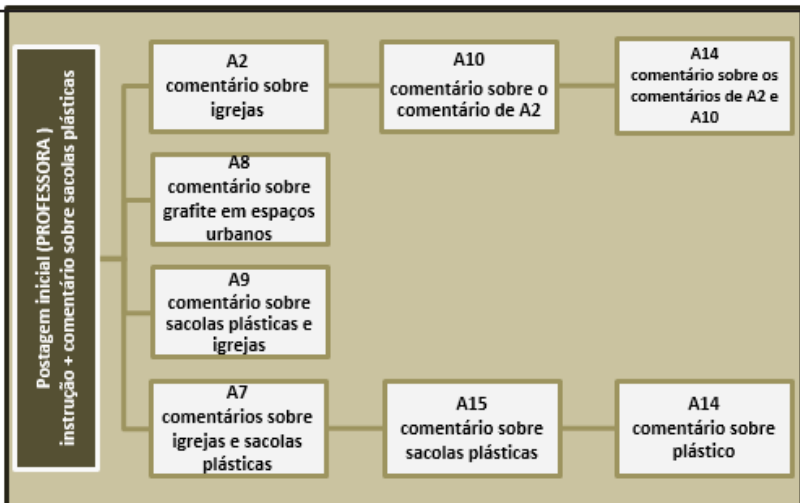 Postagem inicial (PROFESSORA )
instrução + comentário sobre sacolas plásticas
A2
comentário sobre
igrejas
A10
comentário sobre o
comentário de A2
A14
comentário sobre os
comentários de A2 e
A10
A8
comentário sobre
grafite em espaços
urbanos
A9
comentário sobre
sacolas plásticas e
igrejas
A7
comentários sobre
igrejas e sacolas
plásticas
A15
comentário sobre
sacolas plásticas
A14
comentário sobre
plástico